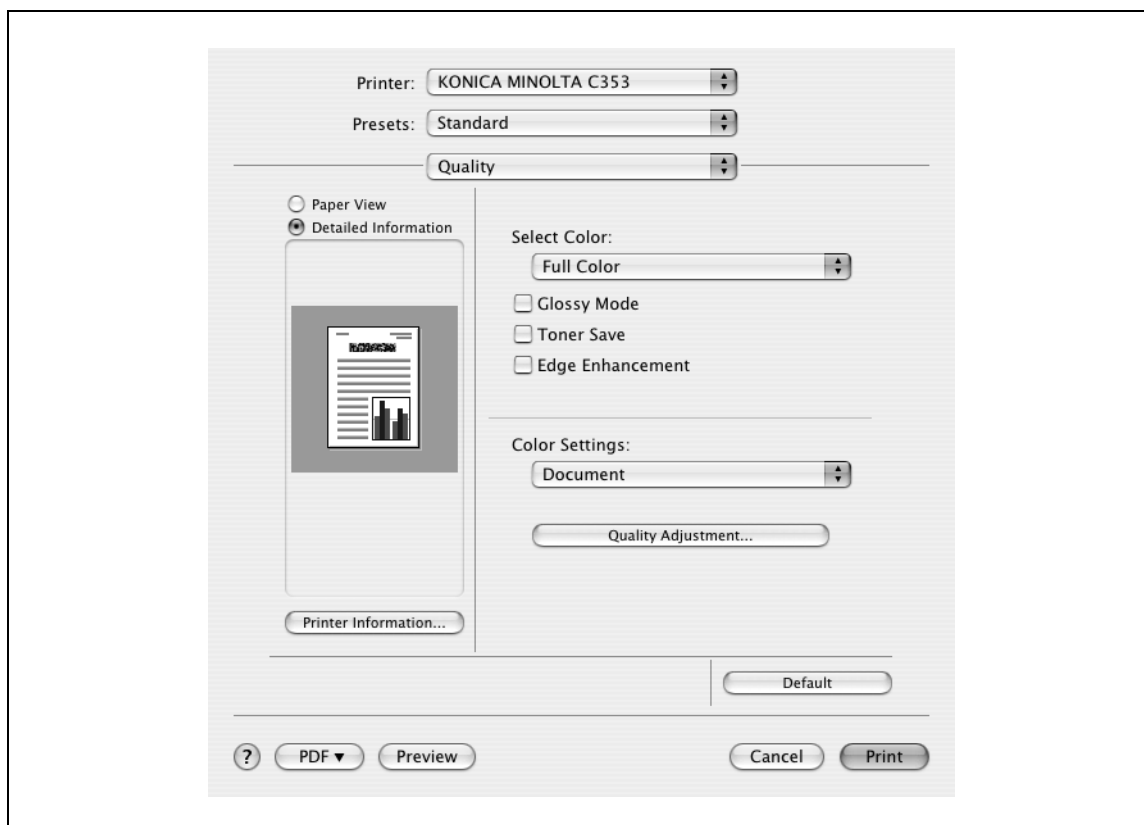 Printer: KONICA MINOLTA C353
Presets: Standard
Quality
Paper View
Detailed Information
Select Color:
Full Color
Glossy Mode
Toner Save
Edge Enhancement
Color Settings:
Document
Quality Adjustment...
Printer Information...
Default
? PDF▼ Preview Cancel Print